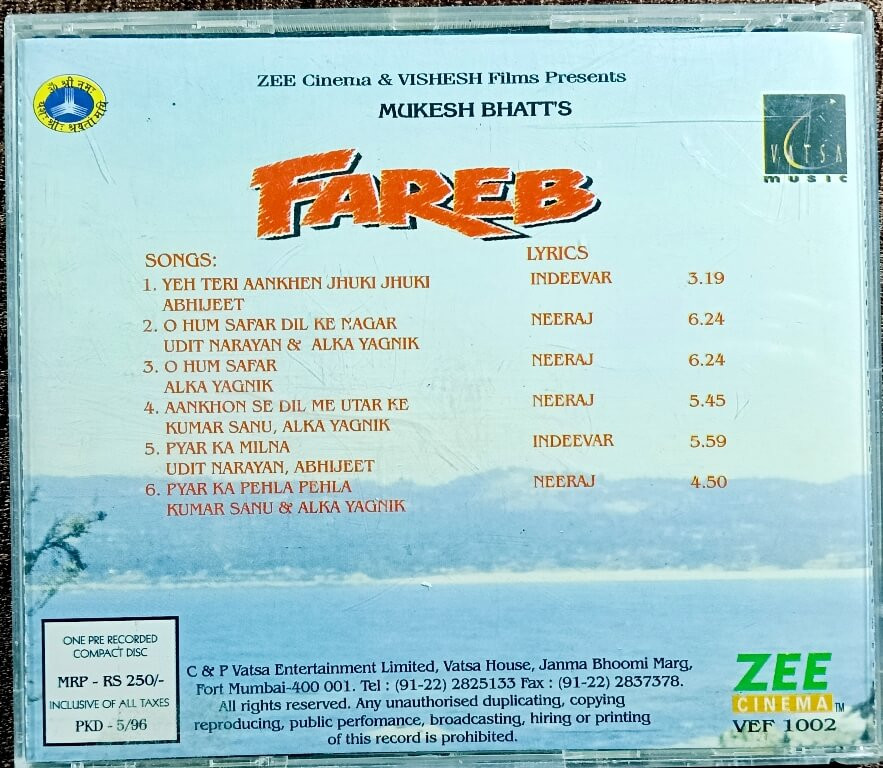 ZEE Cinema & VISHESH Films Presents
MUKESH BHATT'S
VATSA
music
FAREB
SONGS: LYRICS
1. YEH TERI AANKHEN JHUKI JHUKI INDEEVAR 3.19
ABHIJEET
2. O HUM SAFAR DIL KE NAGAR NEERAJ 6.24
UDIT NARAYAN & ALKA YAGNIK
3. O HUM SAFAR NEERAJ 6.24
ALKA YAGNIK
4. AANKHON SE DIL ME UTAR KE NEERAJ 5.45
KUMAR SANU, ALKA YAGNIK
5. PYAR KA MILNA INDEEVAR 5.59
UDIT NARAYAN, ABHIJEET
6. PYAR KA PEHLA PEHLA NEERAJ 4.50
KUMAR SANU & ALKA YAGNIK
ONE PRE RECORDED
COMPACT DISC
MRP - RS 250/-
INCLUSIVE OF ALL TAXES
PKD - 5/96
C & P Vatsa Entertainment Limited, Vatsa House, Janma Bhoomi Marg,
Fort Mumbai-400 001. Tel : (91-22) 2825133 Fax : (91-22) 2837378.
All rights reserved. Any unauthorised duplicating, copying
reproducing, public perfomance, broadcasting, hiring or printing
of this record is prohibited.
ZEE
CINEMA TM
VEF 1002